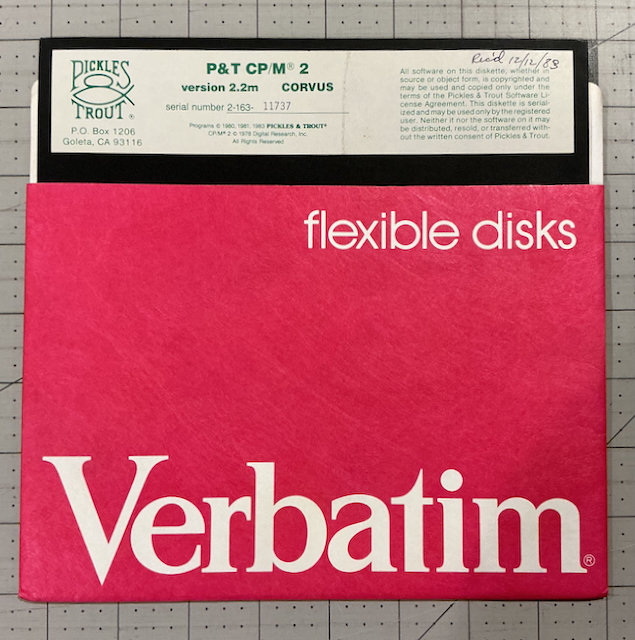 PICKLES
& TROUT®
P.O. Box 1206
Goleta, CA 93116
P&T CP/M® 2
version 2.2m CORVUS
serial number 2-163- 11737
Programs © 1980, 1981, 1983 PICKLES & TROUT®
CP/M® 2 © 1979 Digital Research, Inc.
All Rights Reserved
Rec'd 12/12/83
All software on this diskette, whether in
source or object form, is copyrighted and
may be used and copied only under the
terms of the Pickles & Trout Software Li-
cense Agreement. This diskette is serial-
ized and may be used only by the registered
user. Neither it nor the software on it may
be distributed, resold, or transferred with-
out the written consent of Pickles & Trout.
flexible disks
Verbatim®